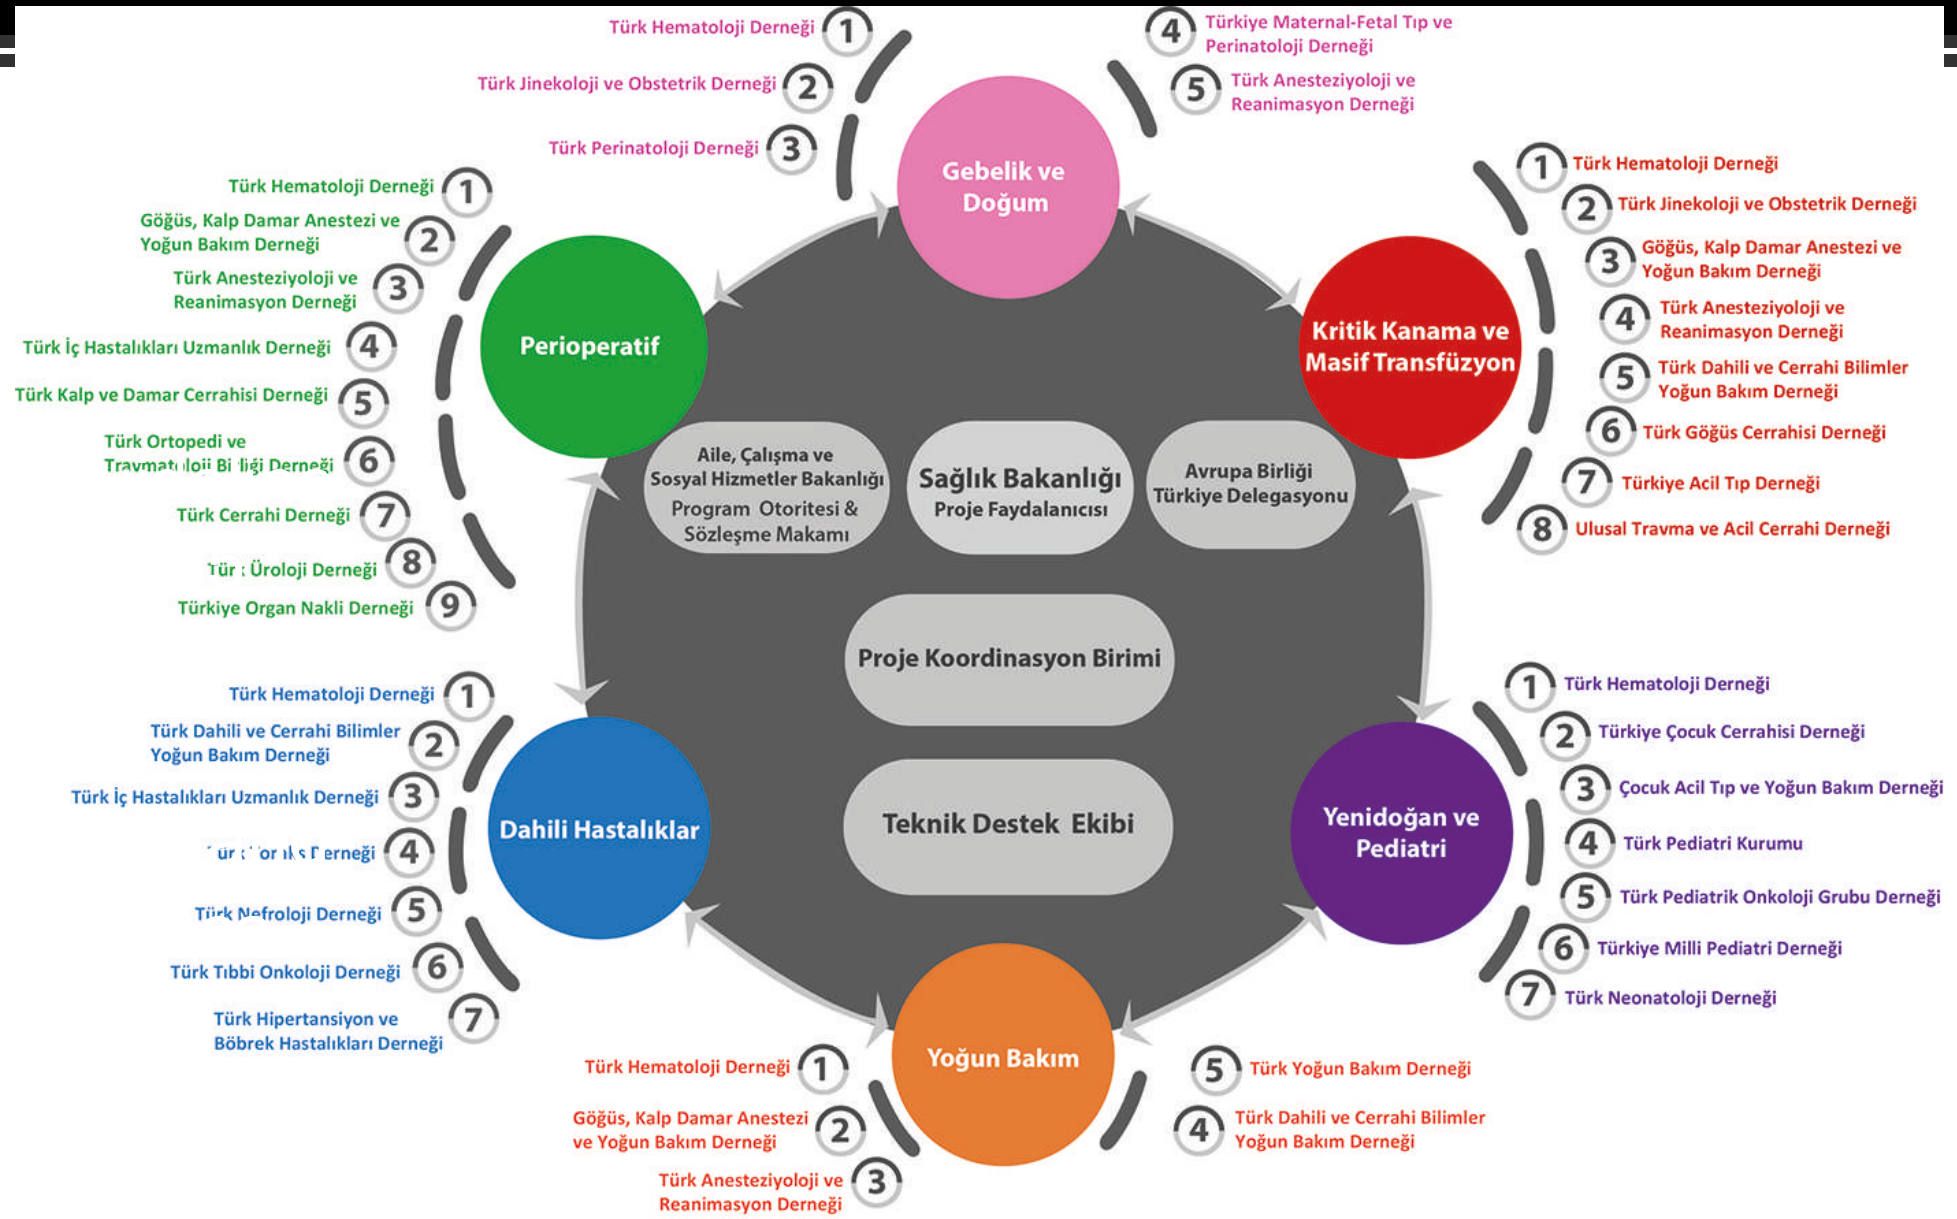 Türk Hematoloji Derneği 1
Türk Jinekoloji ve Obstetrik Derneği 2
Türk Perinatoloji Derneği 3
4 Türkiye Maternal-Fetal Tıp ve
Perinatoloji Derneği
5 Türk Anesteziyoloji ve
Reanimasyon Derneği
Gebelik ve
Doğum
1 Türk Hematoloji Derneği
2 Türk Jinekoloji ve Obstetrik Derneği
3 Göğüs, Kalp Damar Anestezi ve
Yoğun Bakım Derneği
4 Türk Anesteziyoloji ve
Reanimasyon Derneği
5 Türk Dahili ve Cerrahi Bilimler
Yoğun Bakım Derneği
6 Türk Göğüs Cerrahisi Derneği
7 Türkiye Acil Tıp Derneği
8 Ulusal Travma ve Acil Cerrahi Derneği
Kritik Kanama ve
Masif Transfüzyon
Türk Hematoloji Derneği 1
Göğüs, Kalp Damar Anestezi ve
Yoğun Bakım Derneği 2
Türk Anesteziyoloji ve
Reanimasyon Derneği 3
Türk İç Hastalıkları Uzmanlık Derneği 4
Türk Kalp ve Damar Cerrahisi Derneği 5
Türk Ortopedi ve
Travmatoloji Birliği Derneği 6
Türk Cerrahi Derneği 7
Üroloji Derneği 8
Türkiye Organ Nakli Derneği 9
Perioperatif
Aile, Çalışma ve
Sosyal Hizmetler Bakanlığı
Program Otoritesi &
Sözleşme Makamı
Sağlık Bakanlığı
Proje Faydalanıcısı
Avrupa Birliği
Türkiye Delegasyonu
Proje Koordinasyon Birimi
Teknik Destek Ekibi
Türk Hematoloji Derneği 1
Türk Dahili ve Cerrahi Bilimler
Yoğun Bakım Derneği 2
Türk İç Hastalıkları Uzmanlık Derneği 3
4
Türk Nefroloji Derneği 5
Türk Tıbbi Onkoloji Derneği 6
Türk Hipertansiyon ve
Böbrek Hastalıkları Derneği 7
Dahili Hastalıklar
1 Türk Hematoloji Derneği
2 Türkiye Çocuk Cerrahisi Derneği
3 Çocuk Acil Tıp ve Yoğun Bakım Derneği
4 Türk Pediatri Kurumu
5 Türk Pediatrik Onkoloji Grubu Derneği
6 Türkiye Milli Pediatri Derneği
7 Türk Neonatoloji Derneği
Yenidoğan ve
Pediatri
Yoğun Bakım
Türk Hematoloji Derneği 1
Göğüs, Kalp Damar Anestezi
ve Yoğun Bakım Derneği 2
Türk Anesteziyoloji ve
Reanimasyon Derneği 3
5 Türk Yoğun Bakım Derneği
4 Türk Dahili ve Cerrahi Bilimler
Yoğun Bakım Derneği